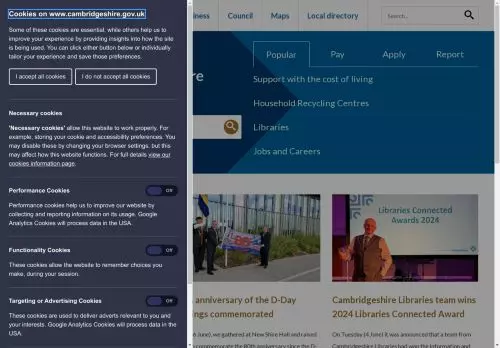 Cookies on www.cambridgeshire.gov.uk
Some of these cookies are essential, while others help us to
improve your experience by providing insights into how the site
is being used. You can click either button below or individually
tailor your experience and save those preferences.
I accept all cookies
I do not accept all cookies
Necessary cookies
'Necessary cookies' allow this website to work properly. For
example, storing your cookie and accessibility preferences. You
may disable these by changing your browser settings, but this
may affect how this website functions. For full details view our
cookies information page.
Performance Cookies
Off
Performance cookies help us to improve our website by
collecting and reporting information on its usage. Google
Analytics Cookies will process data in the USA.
Functionality Cookies
Off
These cookies allow the website to remember choices you
make, during your session.
Targeting or Advertising Cookies
Off
These cookies are used to deliver adverts relevant to you and
your interests. Google Analytics Cookies will process data in the
USA.
iness
Council
Maps
Local directory
Search...
re
Popular
Pay
Apply
Report
Support with the cost of living
Household Recycling Centres
Libraries
Jobs and Careers
80
Libraries Connected
Awards 2024
anniversary of the D-Day
ngs commemorated
6 June), we gathered at New Shire Hall and raised
commemorate the 80th anniversary since the D-
Cambridgeshire Libraries team wins
2024 Libraries Connected Award
On Tuesday (4 June) it was announced that a team from
Cambridgeshire Libraries had won the Information and